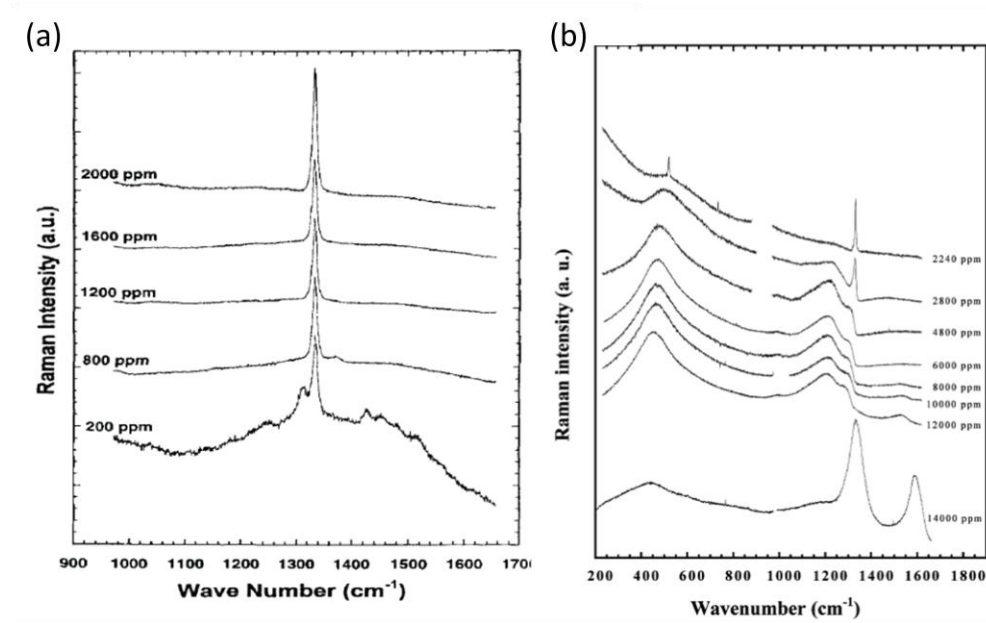 (a)
Raman Intensity (a.u.)
2000 ppm
1600 ppm
1200 ppm
800 ppm
200 ppm
900 1000 1100 1200 1300 1400 1500 1600 170
Wave Number (cm-1)
(b)
Raman intensity (a. u.)
2240 ppm
2800 ppm
4800 ppm
6000 ppm
8000 ppm
10000 ppm
12000 ppm
14000 ppm
200 400 600 800 1000 1200 1400 1600 1800
Wavenumber (cm-1)